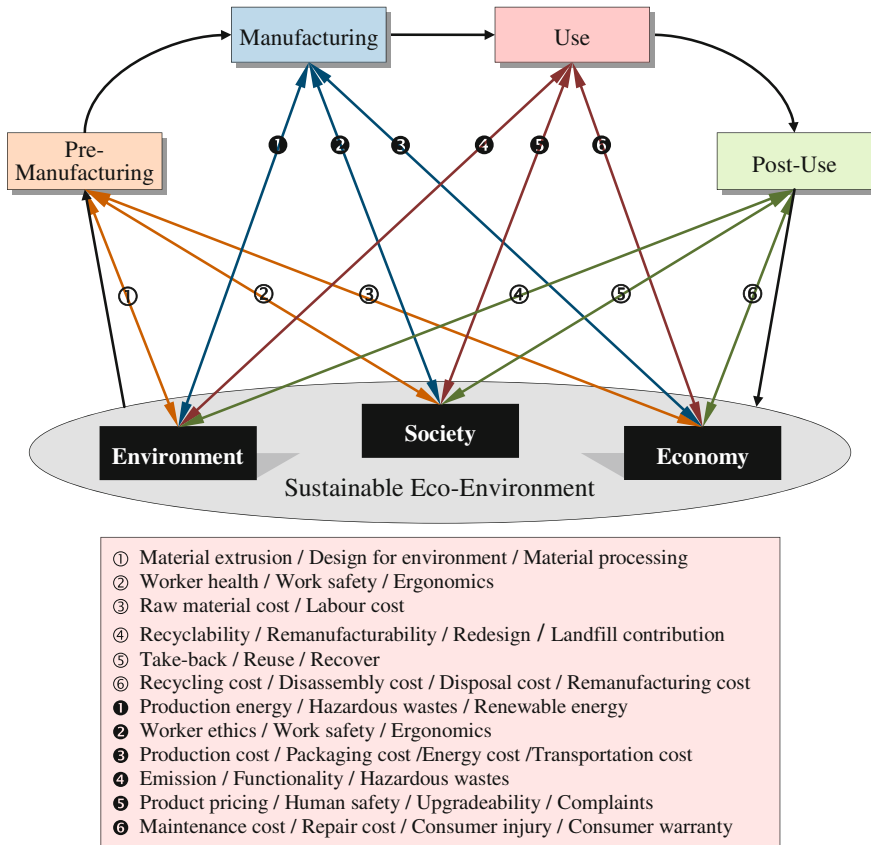 Manufacturing
Use
Pre-
Manufacturing
Post-Use
❶ ❷ ❸ ❹ ❺ ❻
① ② ③ ④ ⑤ ⑥
Society
Environment
Economy
Sustainable Eco-Environment
① Material extrusion / Design for environment / Material processing
② Worker health / Work safety / Ergonomics
③ Raw material cost / Labour cost
④ Recyclability / Remanufacturability / Redesign / Landfill contribution
⑤ Take-back / Reuse / Recover
⑥ Recycling cost / Disassembly cost / Disposal cost / Remanufacturing cost
❶ Production energy / Hazardous wastes / Renewable energy
❷ Worker ethics / Work safety / Ergonomics
❸ Production cost / Packaging cost /Energy cost /Transportation cost
❹ Emission / Functionality / Hazardous wastes
❺ Product pricing / Human safety / Upgradeability / Complaints
❻ Maintenance cost / Repair cost / Consumer injury / Consumer warranty